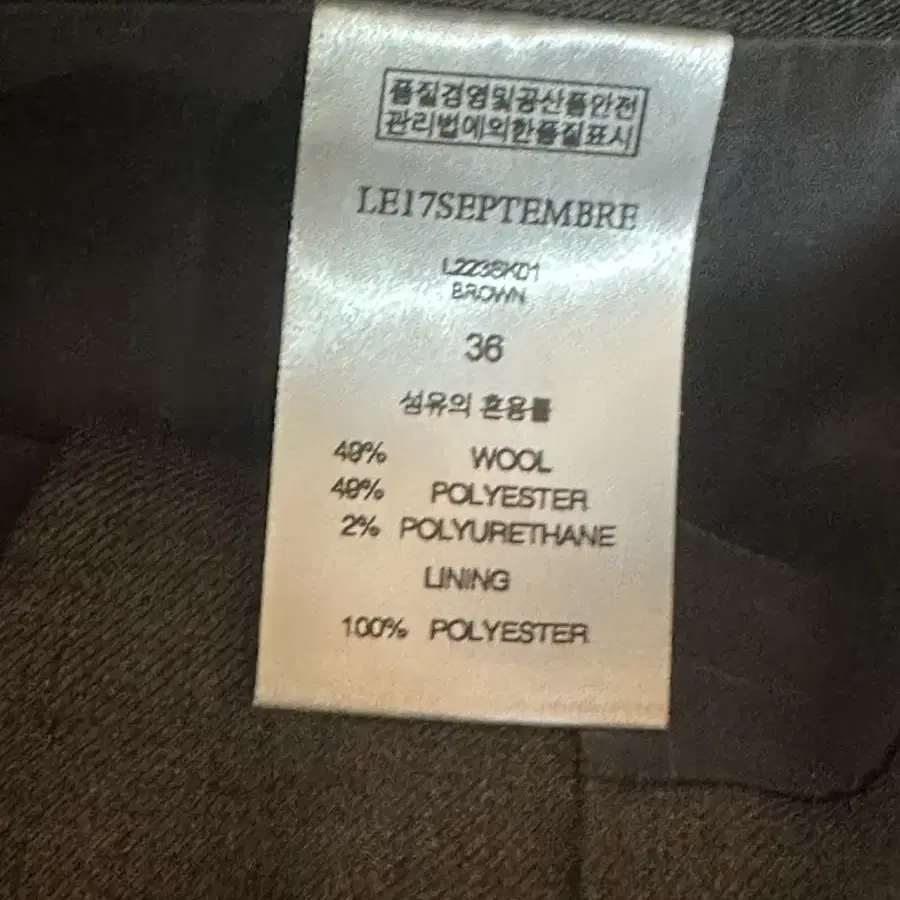 품질경영및공산품안전
관리법에의한품질표시
LE17SEPTEMBRE
L223SK01
BROWN
36
섬유의 혼용률
49% WOOL
49% POLYESTER
2% POLYURETHANE
LINING
100% POLYESTER